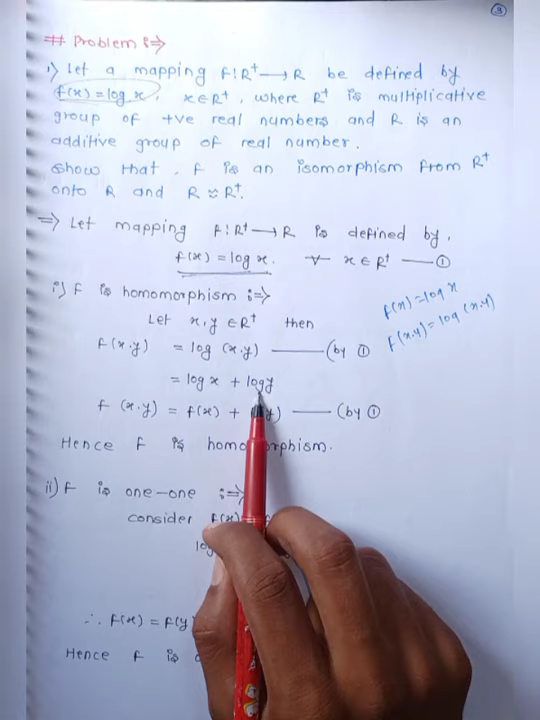 3
## Problem :⇒
1) Let a mapping f: R⁺ → R be defined by
f(x) = log x, x ∈ R⁺, where R⁺ is multiplicative
group of +ve real numbers and R is an
additive group of real number.
Show that, f is an isomorphism from R⁺
onto R and R ≈ R⁺.
⇒ Let mapping f: R⁺ → R is defined by,
f(x) = log x. ∀ x ∈ R⁺ — ①
i) f is homomorphism :⇒
Let x, y ∈ R⁺ then
f(x.y) = log (x.y) — (by ①
= log x + log y
f (x.y) = f(x) + y) — (by ①
Hence f is homomorphism.
f(x) = log x
f(x.y) = log (x.y)
ii) f is one-one :⇒
consider f(x)
∴ f(x) = f(y)
Hence f is